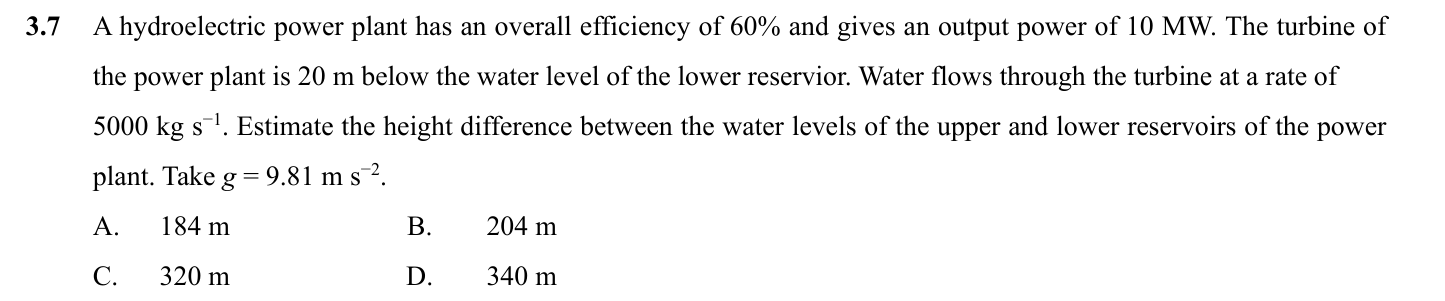 3.7 A hydroelectric power plant has an overall efficiency of 60% and gives an output power of 10 MW. The turbine of
the power plant is 20 m below the water level of the lower reservior. Water flows through the turbine at a rate of
5000 kg s⁻¹. Estimate the height difference between the water levels of the upper and lower reservoirs of the power
plant. Take g = 9.81 m s⁻².
A. 184 m B. 204 m
C. 320 m D. 340 m